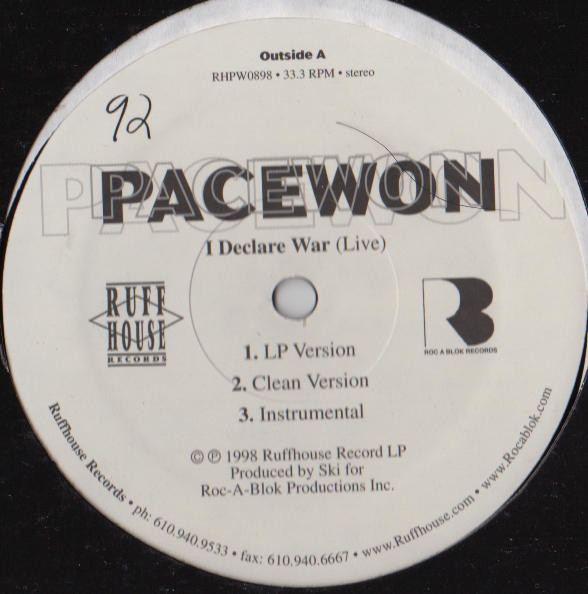 Outside A
RHPW0898 • 33.3 RPM • stereo
92
PACEWON
I Declare War (Live)
RUFF
HOUSE
RECORDS
R
ROC A BLOK RECORDS
1. LP Version
2. Clean Version
3. Instrumental
© ℗ 1998 Ruffhouse Record LP
Produced by Ski for
Roc-A-Blok Productions Inc.
Ruffhouse Records • ph: 610.940.9533 • fax: 610.940.6667 • www.Ruffhouse.com • www.Rocablok.com